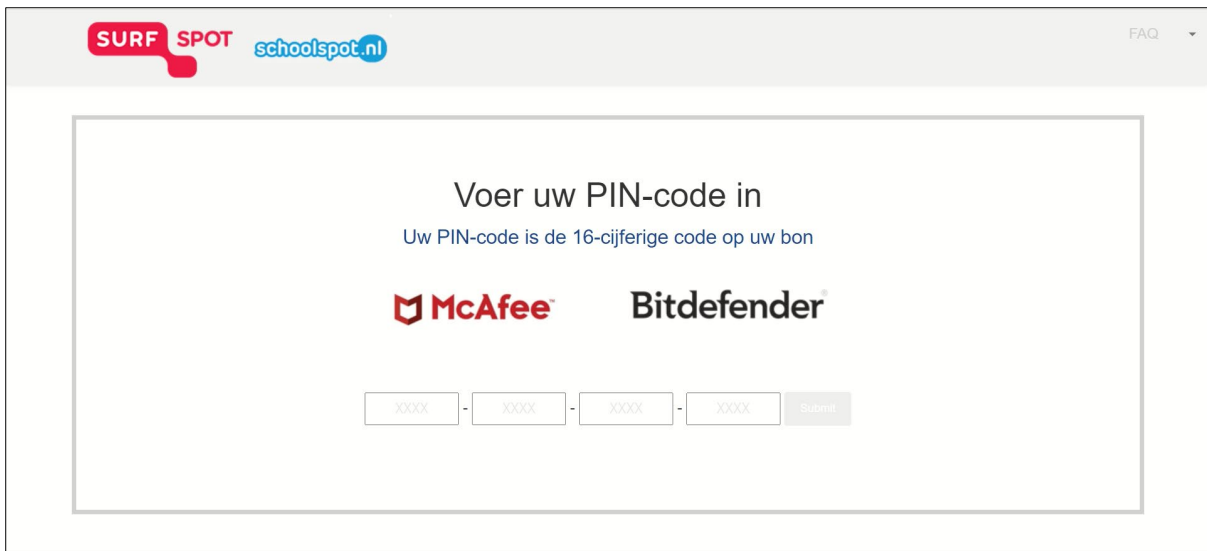 SURF SPOT schoolspot.nl FAQ
Voer uw PIN-code in
Uw PIN-code is de 16-cijferige code op uw bon
McAfee™ Bitdefender®
XXXX - XXXX - XXXX - XXXX Submit